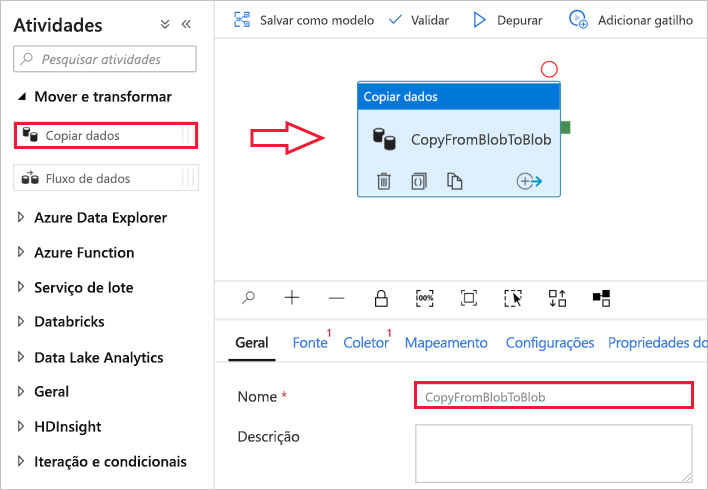 Atividades
Pesquisar atividades
Mover e transformar
Copiar dados
Fluxo de dados
Azure Data Explorer
Azure Function
Serviço de lote
Databricks
Data Lake Analytics
Geral
HDInsight
Iteração e condicionais
Salvar como modelo
Validar
Depurar
Adicionar gatilho
Copiar dados
CopyFromBlobToBlob
100%
Geral
Fonte 1
Coletor 1
Mapeamento
Configurações
Propriedades do
Nome *
CopyFromBlobToBlob
Descrição